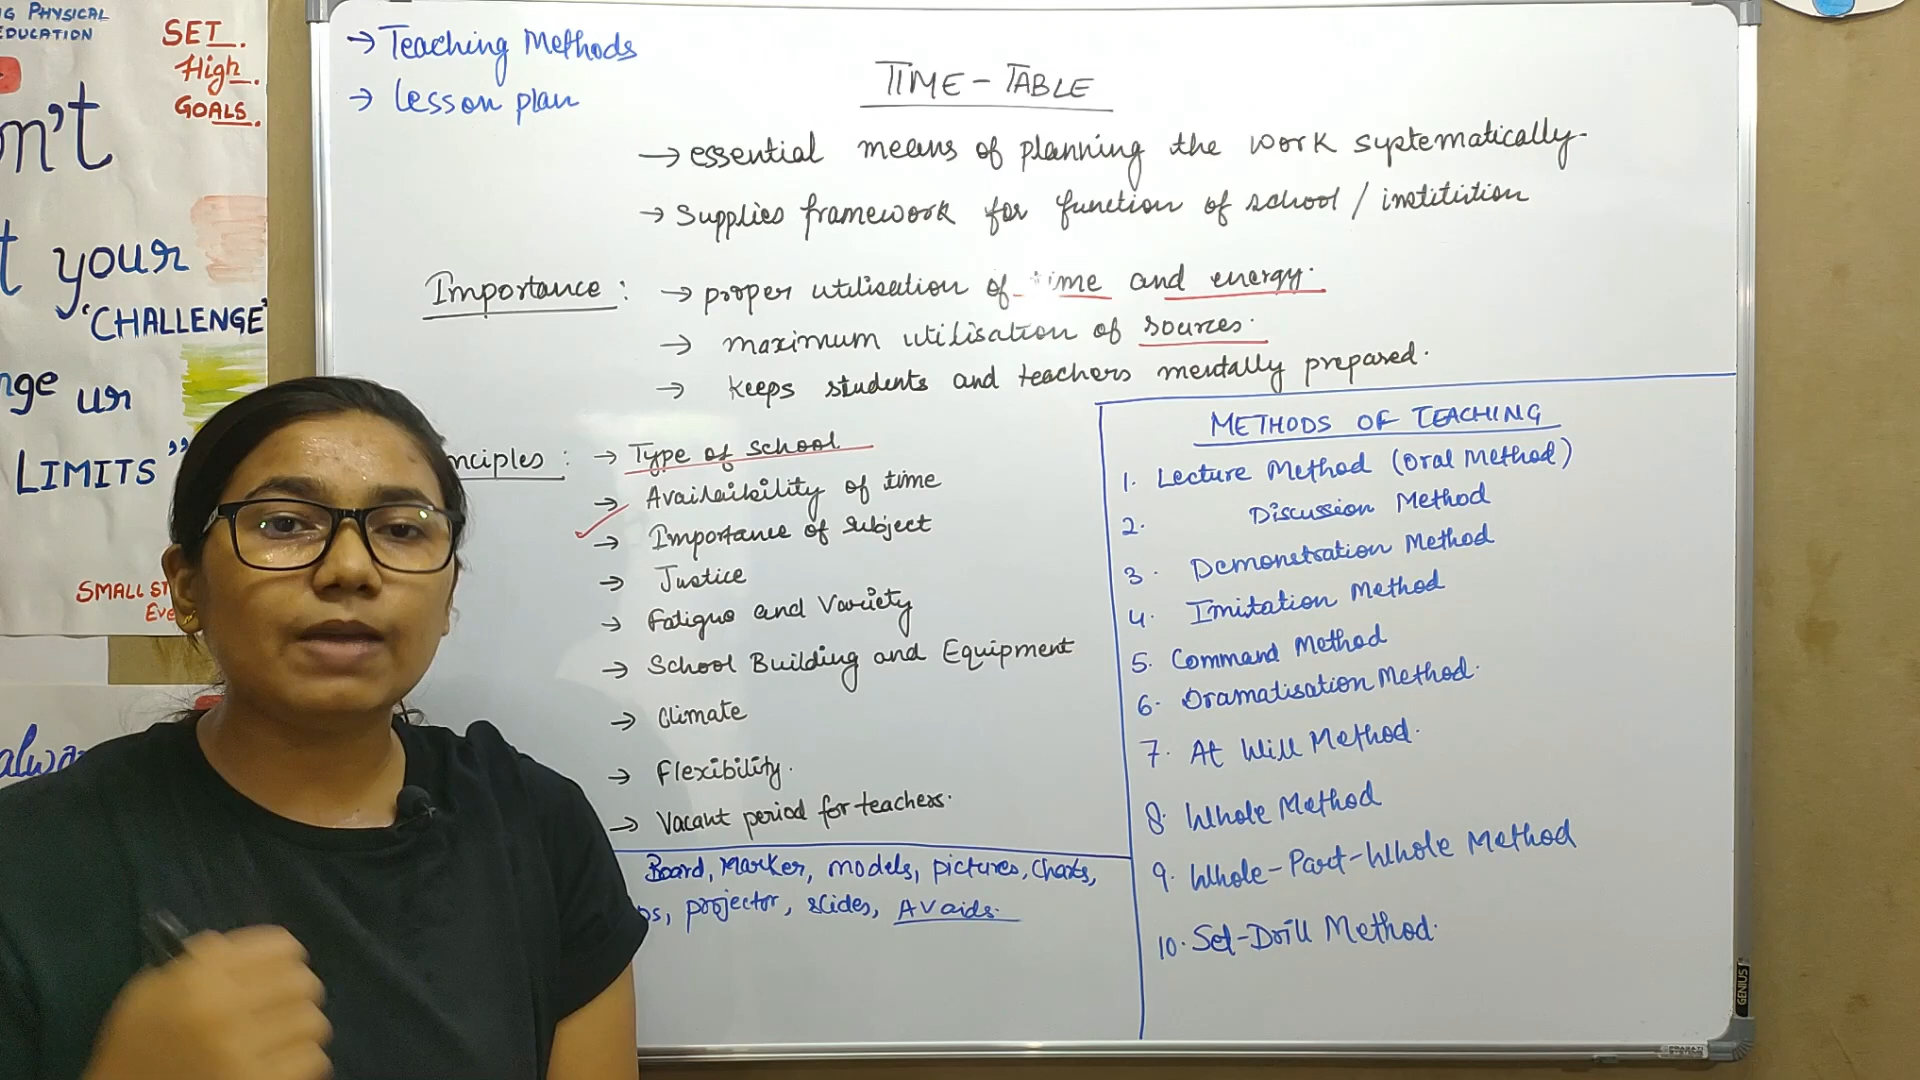 G PHYSICAL
EDUCATION
SET
High
GOALS
n't
t your
'CHALLENGE'
nge ur
LIMITS"
SMALL ST
Eve
alwa
→ Teaching Methods
→ Lesson plan
TIME - TABLE
→ essential means of planning the work systematically.
→ Supplies framework for function of school / institution
Importance : → proper utilisation of time and energy.
→ maximum utilisation of sources.
→ keeps students and teachers mentally prepared.
nciples : → Type of school
→ Availaibility of time
→ Importance of subject
→ Justice
→ Fatigue and Variety
→ School Building and Equipment
→ Climate
→ Flexibility.
→ Vacant period for teachers.
Board, Marker, models, pictures, Charts,
ps, projector, slides, AV aids.
METHODS OF TEACHING
1. Lecture Method (Oral Method)
2. Discussion Method
3. Demonstration Method
4. Imitation Method
5. Command Method
6. Dramatisation Method.
7. At Will Method.
8. Whole Method
9. Whole-Part-Whole Method
10. Set-Drill Method.
GENIUS